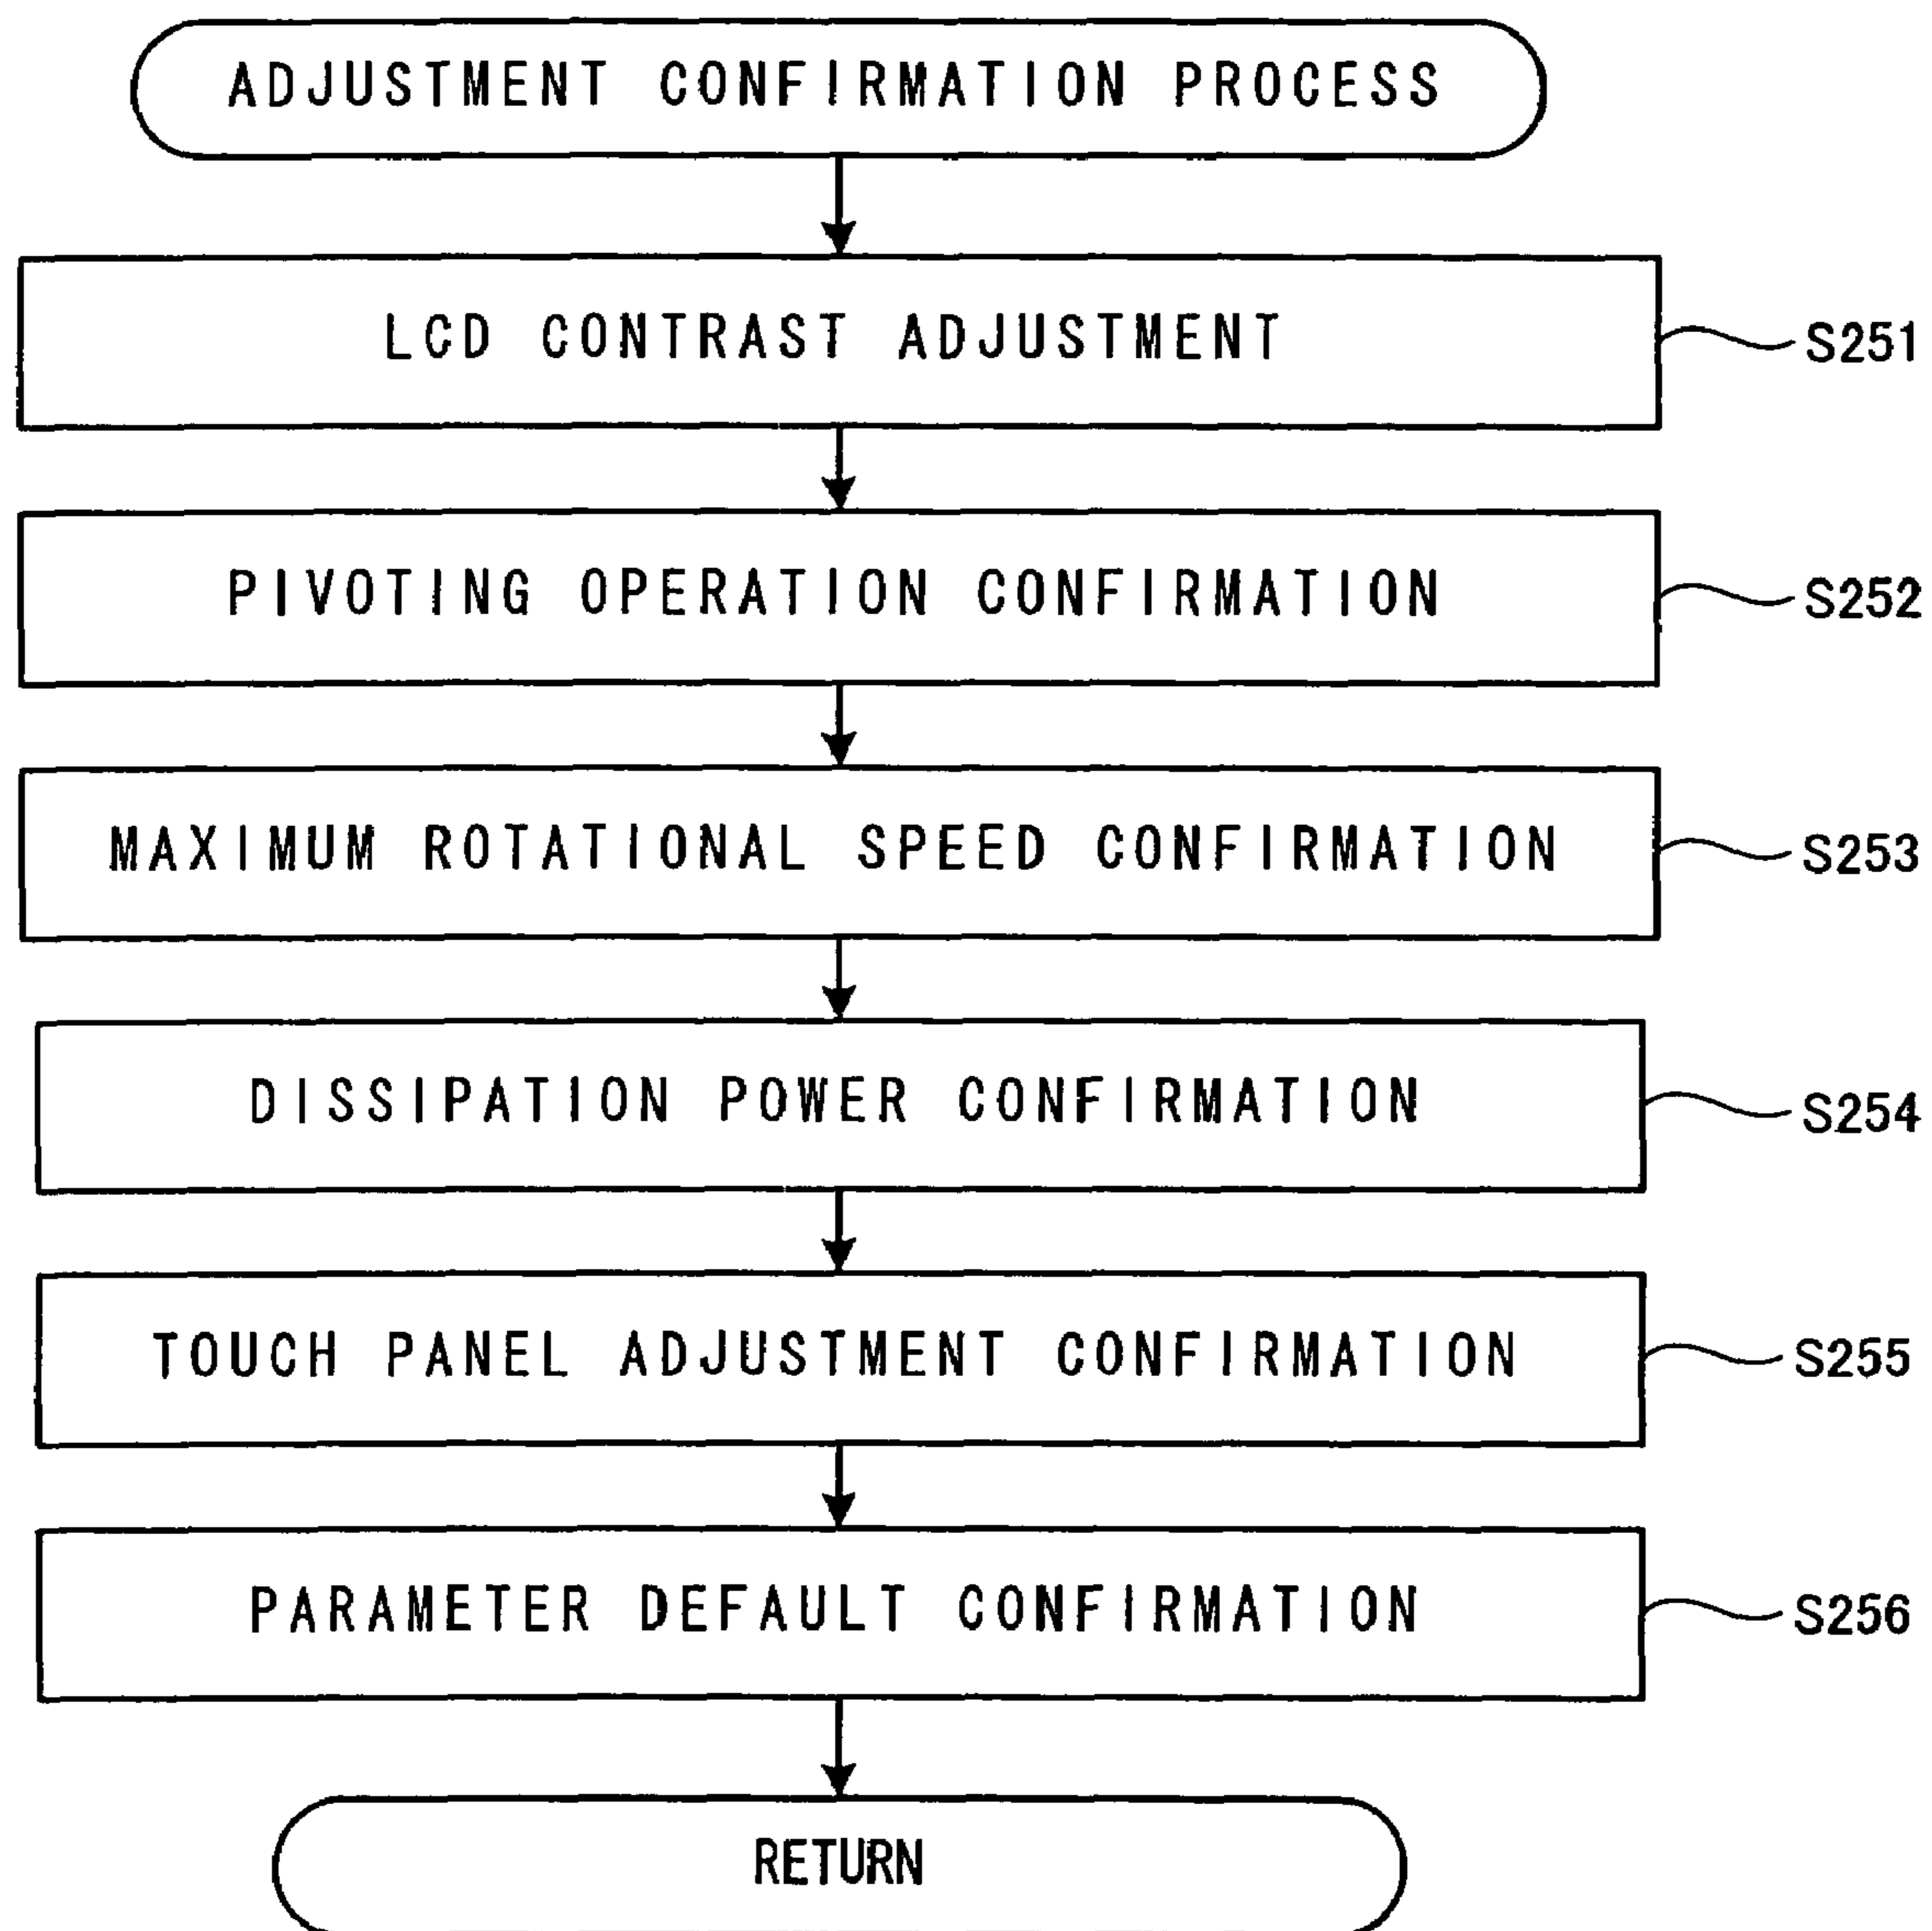 ADJUSTMENT CONFIRMATION PROCESS
LCD CONTRAST ADJUSTMENT
S251
PIVOTING OPERATION CONFIRMATION
S252
MAXIMUM ROTATIONAL SPEED CONFIRMATION
S253
DISSIPATION POWER CONFIRMATION
S254
TOUCH PANEL ADJUSTMENT CONFIRMATION
S255
PARAMETER DEFAULT CONFIRMATION
S256
RETURN